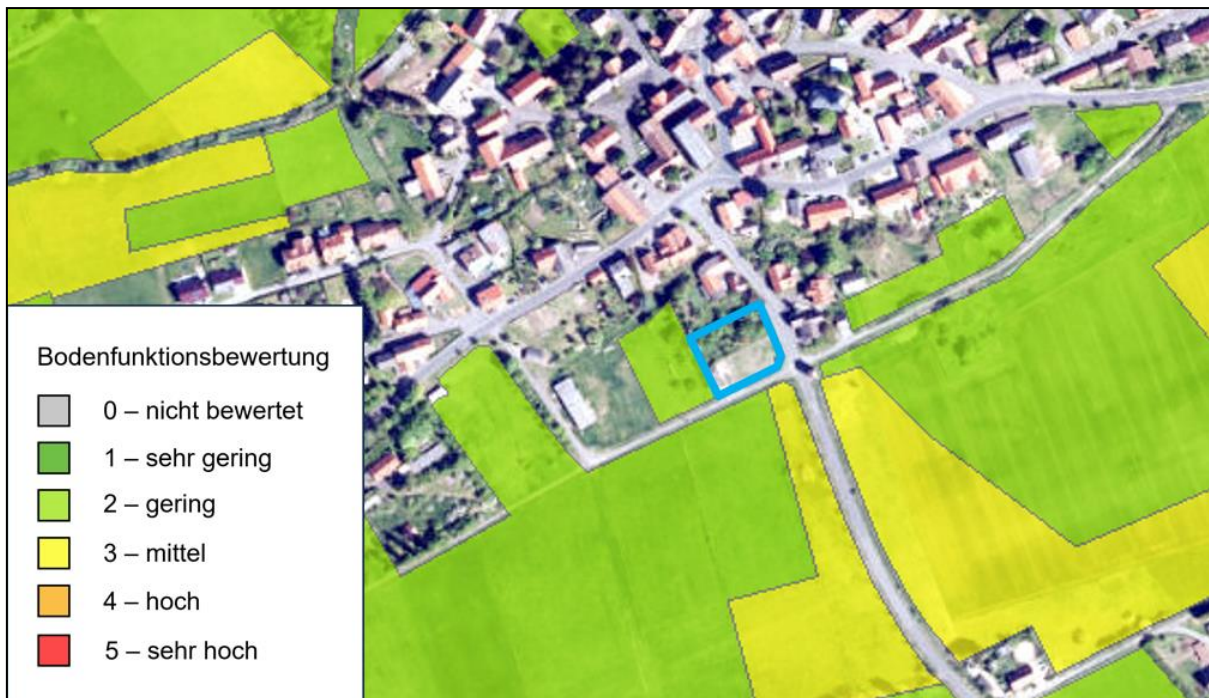 Bodenfunktionsbewertung
0 – nicht bewertet
1 – sehr gering
2 – gering
3 – mittel
4 – hoch
5 – sehr hoch